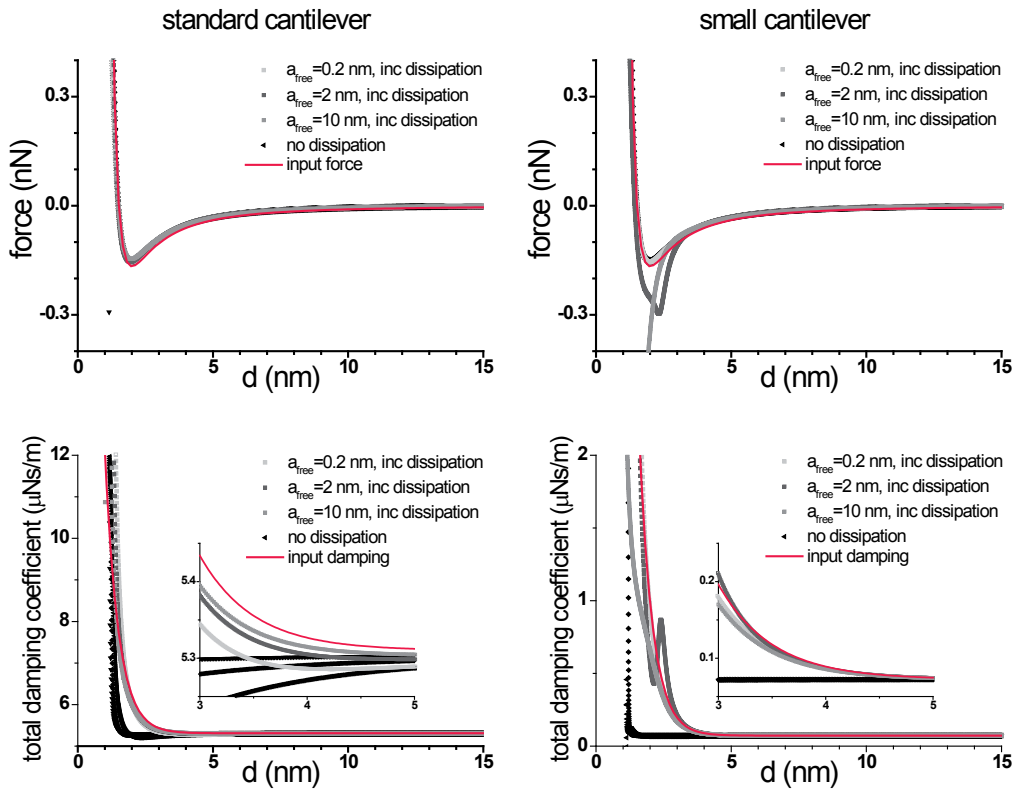 standard cantilever
small cantilever
force (nN)
0.3
0.0
-0.3
a_free=0.2 nm, inc dissipation
a_free=2 nm, inc dissipation
a_free=10 nm, inc dissipation
no dissipation
input force
0 5 10 15
d (nm)
force (nN)
0.3
0.0
-0.3
a_free=0.2 nm, inc dissipation
a_free=2 nm, inc dissipation
a_free=10 nm, inc dissipation
no dissipation
input force
0 5 10 15
d (nm)
total damping coefficient (μNs/m)
12
10
8
6
a_free=0.2 nm, inc dissipation
a_free=2 nm, inc dissipation
a_free=10 nm, inc dissipation
no dissipation
input damping
5.4
5.3
3 4 5
0 5 10 15
d (nm)
total damping coefficient (μNs/m)
2
1
0
a_free=0.2 nm, inc dissipation
a_free=2 nm, inc dissipation
a_free=10 nm, inc dissipation
no dissipation
input damping
0.2
0.1
3 4 5
0 5 10 15
d (nm)